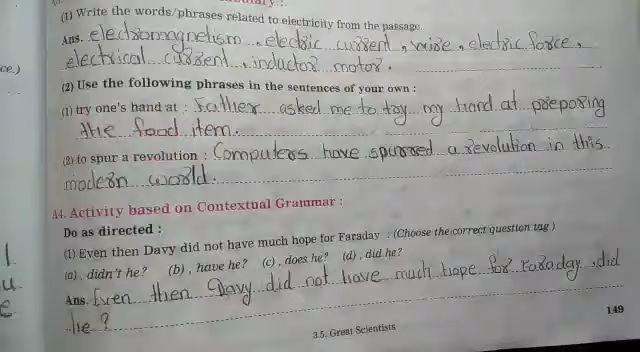 (1) Write the words/phrases related to electricity from the passage.
Ans. electromagnetism, electric current, wire, electric force,
electrical current, inductor motor.
ce.)
(2) Use the following phrases in the sentences of your own :
(1) try one's hand at : Father asked me to try my hand at preparing
the food item.
(2) to spur a revolution : Computers have spurred a revolution in this
modern world.
A4. Activity based on Contextual Grammar :
Do as directed :
(1) Even then Davy did not have much hope for Faraday : (Choose the correct question tag)
(a), didn't he? (b), have he? (c), does he? (d), did he?
Ans. Even then Davy did not have much hope for Faraday, did
he ?
149
3.5. Great Scientists